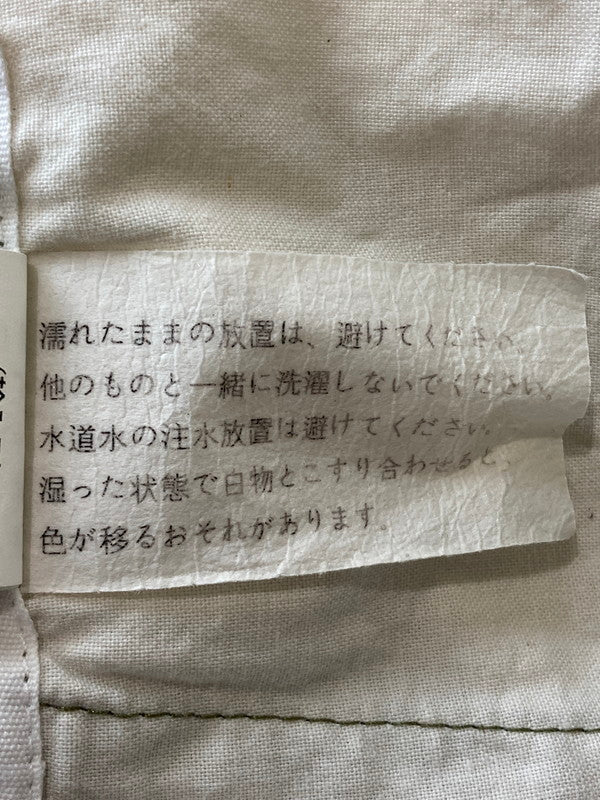 濡れたままの放置は、避けてください。
他のものと一緒に洗濯しないでください。
水道水の注水放置は避けてください。
湿った状態で白物とこすり合わせると、
色が移るおそれがあります。